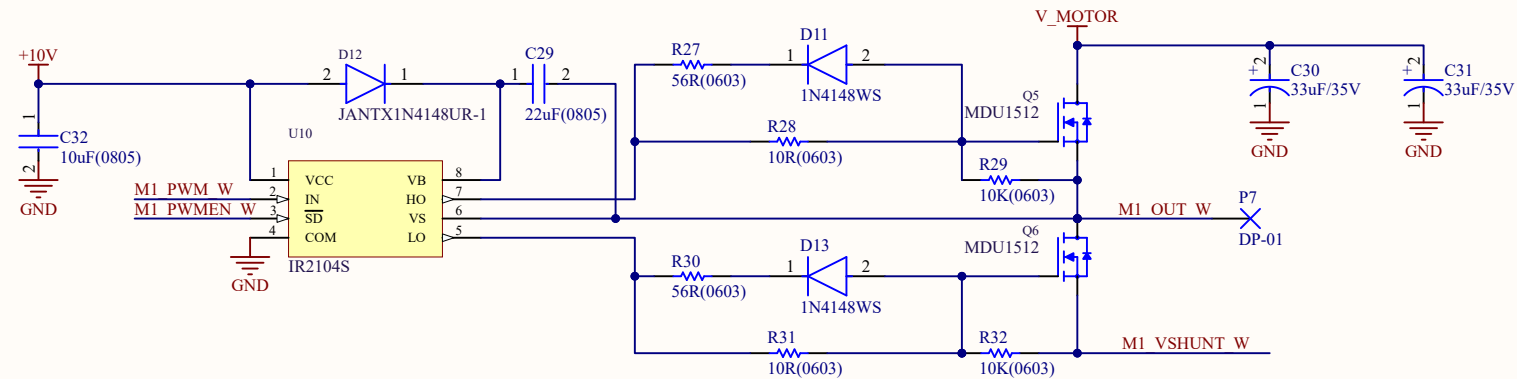 V_MOTOR
+10V
D12
2
1
JANTX1N4148UR-1
C29
1
2
22uF(0805)
R27
56R(0603)
D11
1
2
1N4148WS
Q5
MDU1512
+
2
1
C30
33uF/35V
GND
+
2
1
C31
33uF/35V
GND
1
2
C32
10uF(0805)
GND
U10
R28
10R(0603)
R29
10K(0603)
M1_PWM_W
M1_PWMEN_W
1 VCC VB 8
2 IN HO 7
3 SD VS 6
4 COM LO 5
IR2104S
GND
M1_OUT_W
P7
DP-01
Q6
MDU1512
R30
56R(0603)
D13
1
2
1N4148WS
R31
10R(0603)
R32
10K(0603)
M1_VSHUNT_W